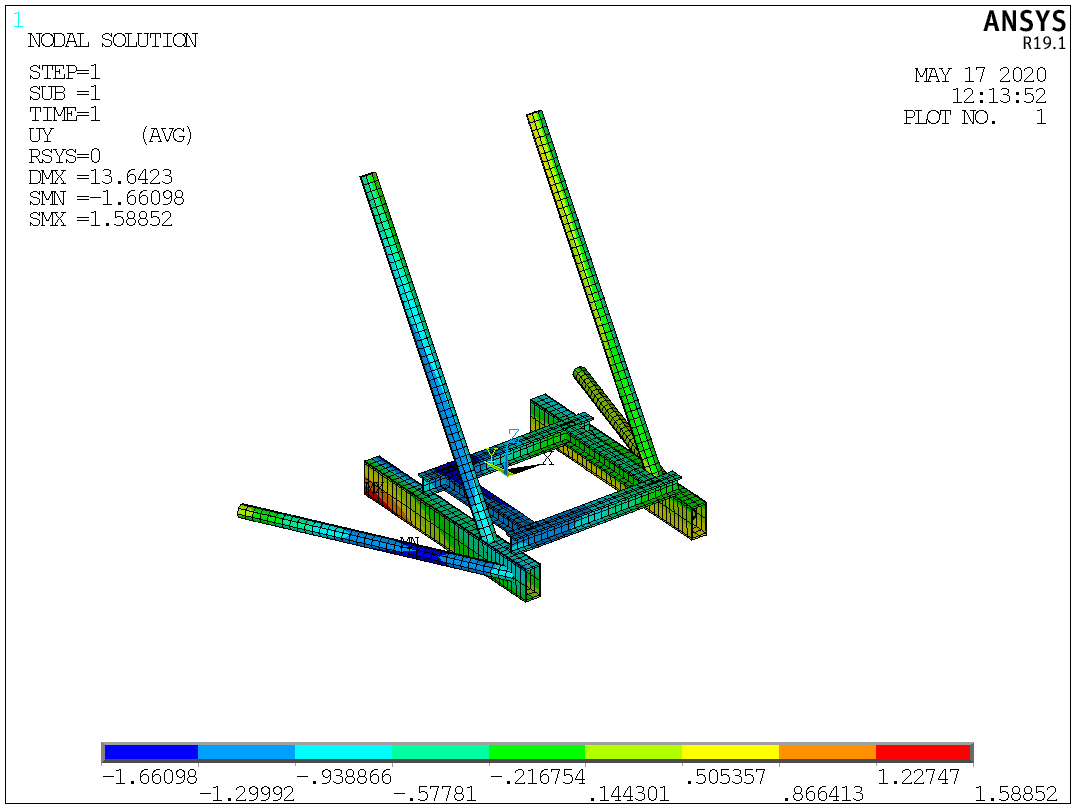 1
ANSYS
R19.1
NODAL SOLUTION
STEP=1
SUB =1
TIME=1
UY (AVG)
RSYS=0
DMX =13.6423
SMN =-1.66098
SMX =1.58852
MAY 17 2020
12:13:52
PLOT NO. 1
Z
Y
X
MX
MN
-1.66098 -.938866 -.216754 .505357 1.22747
-1.29992 -.57781 .144301 .866413 1.58852